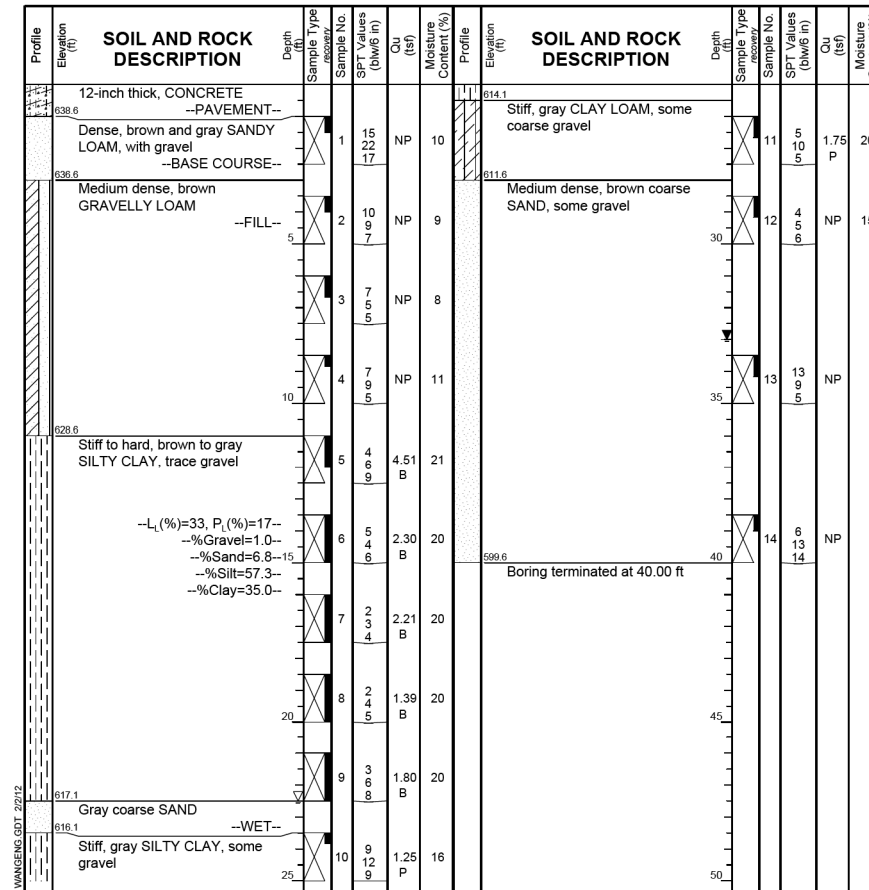 Profile
Elevation (ft)
SOIL AND ROCK DESCRIPTION
Depth (ft)
Sample Type recovery
Sample No.
SPT Values (blw/6 in)
Qu (tsf)
Moisture Content (%)
12-inch thick, CONCRETE
--PAVEMENT--
638.6
Dense, brown and gray SANDY
LOAM, with gravel
--BASE COURSE--
1
15
22
17
NP
10
636.6
Medium dense, brown
GRAVELLY LOAM
--FILL--
5
2
10
9
7
NP
9
3
7
5
5
NP
8
4
7
9
5
NP
11
10
628.6
Stiff to hard, brown to gray
SILTY CLAY, trace gravel
5
4
6
9
4.51
B
21
--LL(%)=33, PL(%)=17--
--%Gravel=1.0--
--%Sand=6.8--
15
--%Silt=57.3--
--%Clay=35.0--
6
5
4
6
2.30
B
20
7
2
3
4
2.21
B
20
8
2
4
5
1.39
B
20
20
9
3
6
8
1.80
B
20
617.1
Gray coarse SAND
--WET--
616.1
Stiff, gray SILTY CLAY, some
gravel
10
9
12
9
1.25
P
16
25
WANGENG.GDT 2/2/12
Profile
Elevation (ft)
SOIL AND ROCK DESCRIPTION
Depth (ft)
Sample Type recovery
Sample No.
SPT Values (blw/6 in)
Qu (tsf)
Moisture
614.1
Stiff, gray CLAY LOAM, some
coarse gravel
11
5
10
5
1.75
P
611.6
Medium dense, brown coarse
SAND, some gravel
12
4
5
6
NP
30
13
13
9
5
NP
35
14
6
13
14
NP
40
599.6
Boring terminated at 40.00 ft
45
50